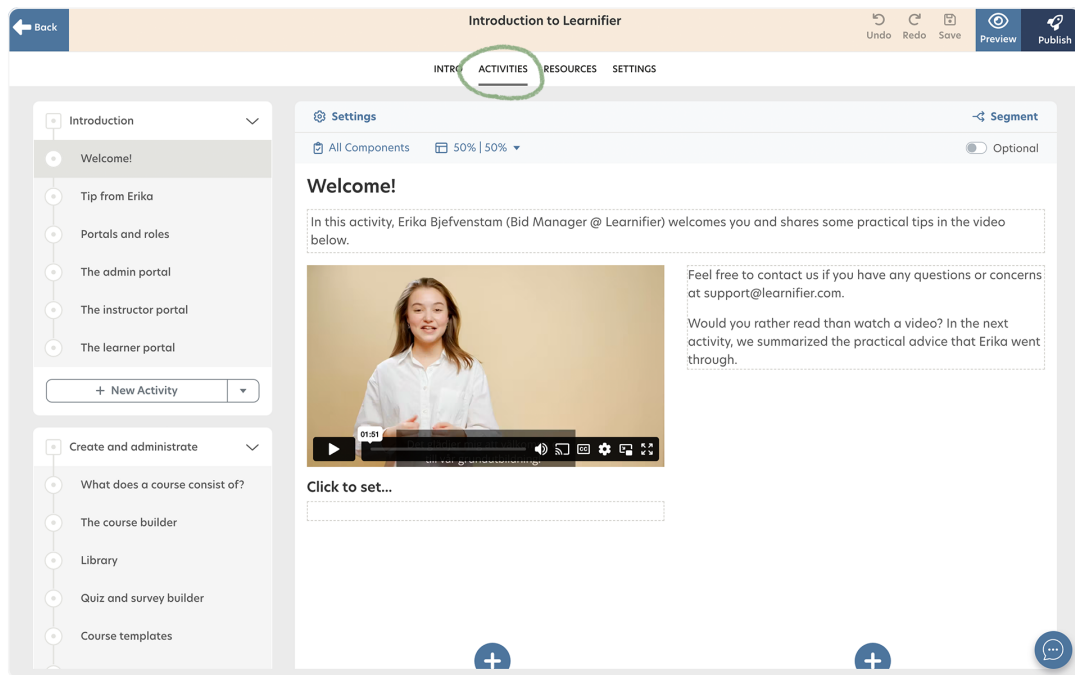 Back
Introduction to Learnifier
Undo Redo Save Preview Publish
INTRO ACTIVITIES RESOURCES SETTINGS
Introduction
Welcome!
Tip from Erika
Portals and roles
The admin portal
The instructor portal
The learner portal
+ New Activity
Create and administrate
What does a course consist of?
The course builder
Library
Quiz and survey builder
Course templates
Settings
Segment
All Components
50% | 50%
Optional
Welcome!
In this activity, Erika Bjefvenstam (Bid Manager @ Learnifier) welcomes you and shares some practical tips in the video
below.
01:51
CC
till vår grundutbildning.
Click to set...
Feel free to contact us if you have any questions or concerns
at support@learnifier.com.
Would you rather read than watch a video? In the next
activity, we summarized the practical advice that Erika went
through.